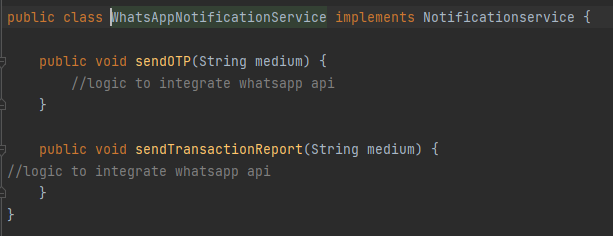 public class WhatsAppNotificationService implements Notificationservice {
public void sendOTP(String medium) {
//logic to integrate whatsapp api
}
public void sendTransactionReport(String medium) {
//logic to integrate whatsapp api
}
}